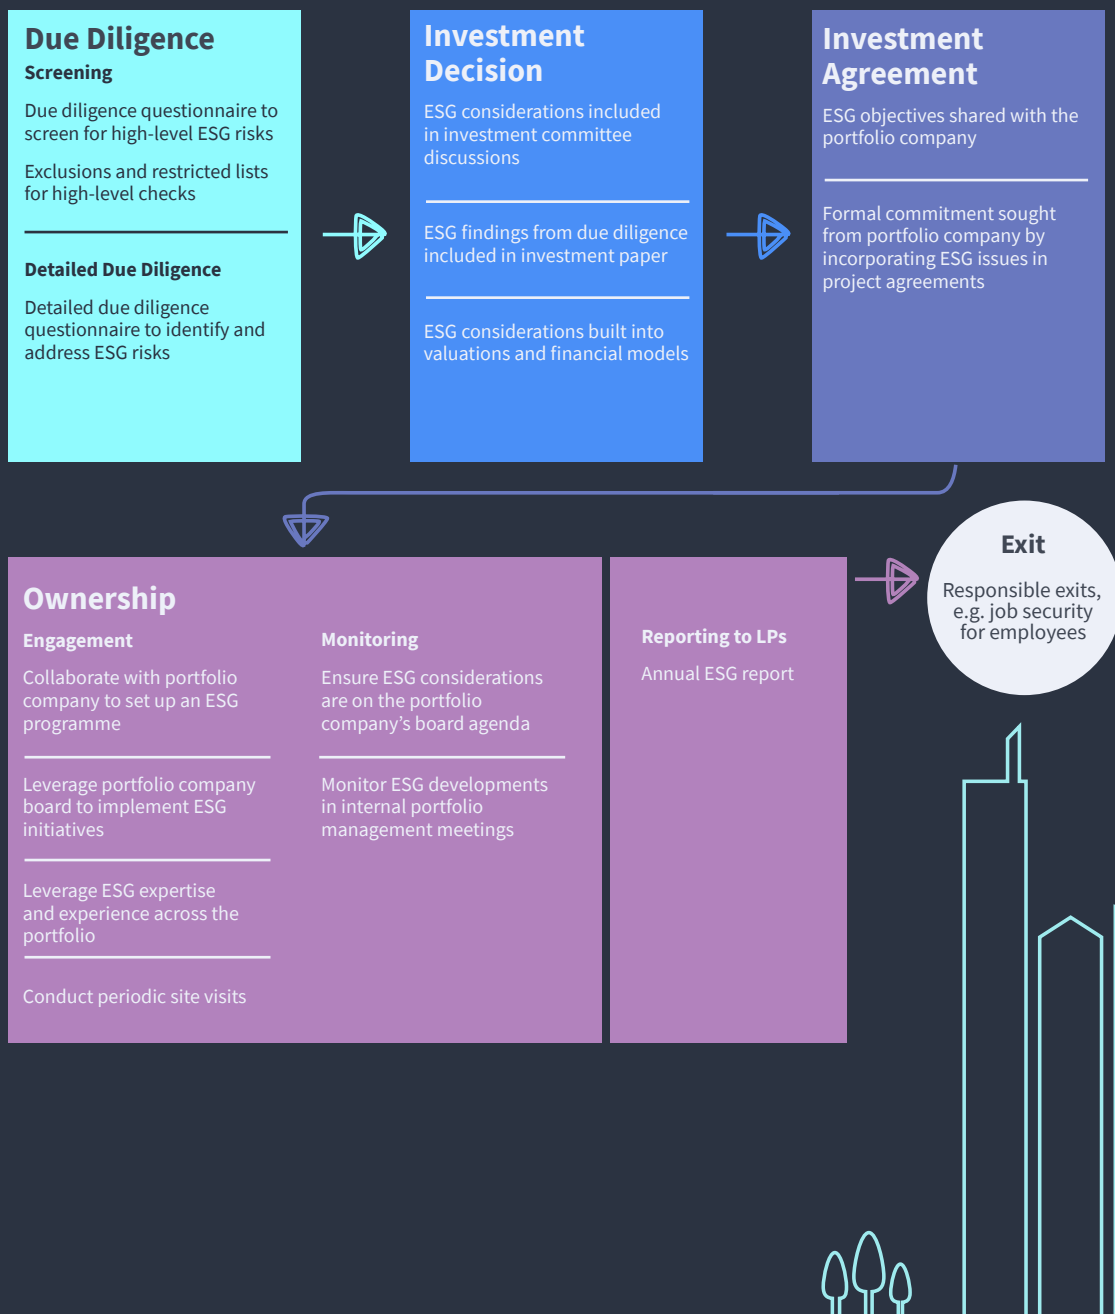 Due Diligence
Screening
Due diligence questionnaire to
screen for high-level ESG risks
Exclusions and restricted lists
for high-level checks
Detailed Due Diligence
Detailed due diligence
questionnaire to identify and
address ESG risks
Investment
Decision
ESG considerations included
in investment committee
discussions
ESG findings from due diligence
included in investment paper
ESG considerations built into
valuations and financial models
Investment
Agreement
ESG objectives shared with the
portfolio company
Formal commitment sought
from portfolio company by
incorporating ESG issues in
project agreements
Ownership
Engagement
Collaborate with portfolio
company to set up an ESG
programme
Leverage portfolio company
board to implement ESG
initiatives
Leverage ESG expertise
and experience across the
portfolio
Conduct periodic site visits
Monitoring
Ensure ESG considerations
are on the portfolio
company’s board agenda
Monitor ESG developments
in internal portfolio
management meetings
Reporting to LPs
Annual ESG report
Exit
Responsible exits,
e.g. job security
for employees